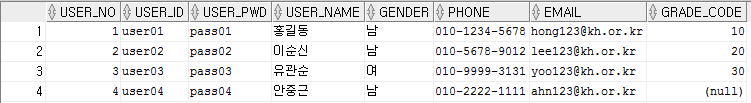 USER_NO USER_ID USER_PWD USER_NAME GENDER PHONE EMAIL GRADE_CODE
1 1 user01 pass01 홍길동 남 010-1234-5678 hong123@kh.or.kr 10
2 2 user02 pass02 이순신 남 010-5678-9012 lee123@kh.or.kr 20
3 3 user03 pass03 유관순 여 010-9999-3131 yoo123@kh.or.kr 30
4 4 user04 pass04 안중근 남 010-2222-1111 ahn123@kh.or.kr (null)